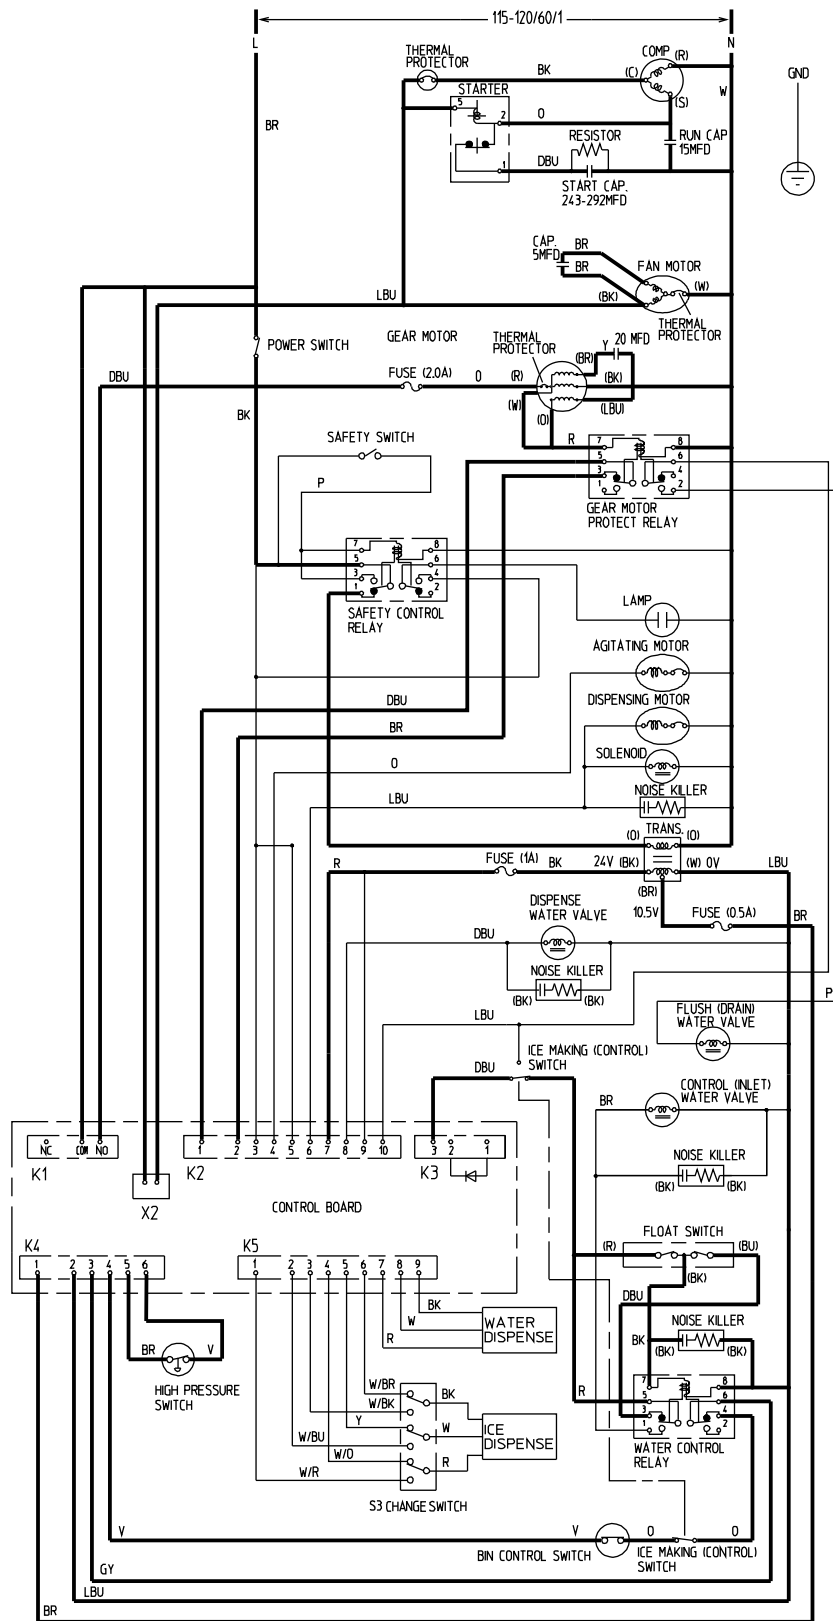 115-120/60/1
L
N
THERMAL
PROTECTOR
COMP
(R)
(C)
(S)
BK
W
GND
STARTER
5
2
1
O
BR
RESISTOR
RUN CAP
15MFD
DBU
START CAP.
243-292MFD
CAP.
5MFD
BR
BR
FAN MOTOR
(W)
(BK)
LBU
THERMAL
PROTECTOR
POWER SWITCH
GEAR MOTOR
THERMAL
PROTECTOR
Y
20 MFD
(BR)
(BK)
(LBU)
DBU
FUSE (2.0A)
O
(R)
(W)
(O)
BK
R
SAFETY SWITCH
P
7 8
5 6
3 4
1 2
GEAR MOTOR
PROTECT RELAY
7 8
5 6
3 4
1 2
SAFETY CONTROL
RELAY
LAMP
AGITATING MOTOR
DBU
DISPENSING MOTOR
BR
SOLENOID
O
NOISE KILLER
LBU
TRANS.
(O) (O)
R
FUSE (1A)
BK
24V (BK)
(W) 0V
LBU
(BR)
10.5V
FUSE (0.5A)
BR
DISPENSE
WATER VALVE
DBU
NOISE KILLER
(BK) (BK)
P
LBU
FLUSH (DRAIN)
WATER VALVE
ICE MAKING (CONTROL)
SWITCH
DBU
CONTROL (INLET)
WATER VALVE
BR
NC COM NO
K1
1 2 3 4 5 6 7 8 9 10
K2
3 2 1
K3
NOISE KILLER
(BK) (BK)
X2
CONTROL BOARD
K4
1 2 3 4 5 6
K5
1 2 3 4 5 6 7 8 9
FLOAT SWITCH
(R) (BU)
(BK)
DBU
BK
W
R
WATER
DISPENSE
NOISE KILLER
BK
(BK) (BK)
BR V
HIGH PRESSURE
SWITCH
W/BR
W/BK
Y
W/BU
W/O
W/R
BK
W
R
ICE
DISPENSE
S3 CHANGE SWITCH
R
7 8
5 6
3 4
1 2
WATER CONTROL
RELAY
V
V
O
O
BIN CONTROL SWITCH
ICE MAKING (CONTROL)
SWITCH
GY
LBU
BR